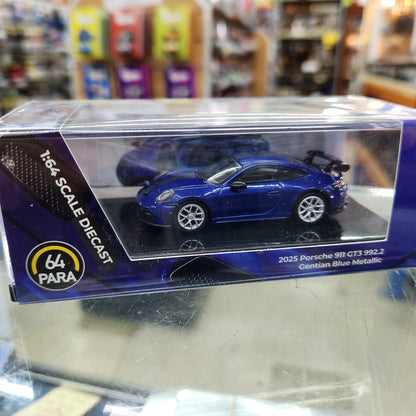 1:64 SCALE DIECAST
64
PARA
2025 Porsche 911 GT3 992.2
Gentian Blue Metallic